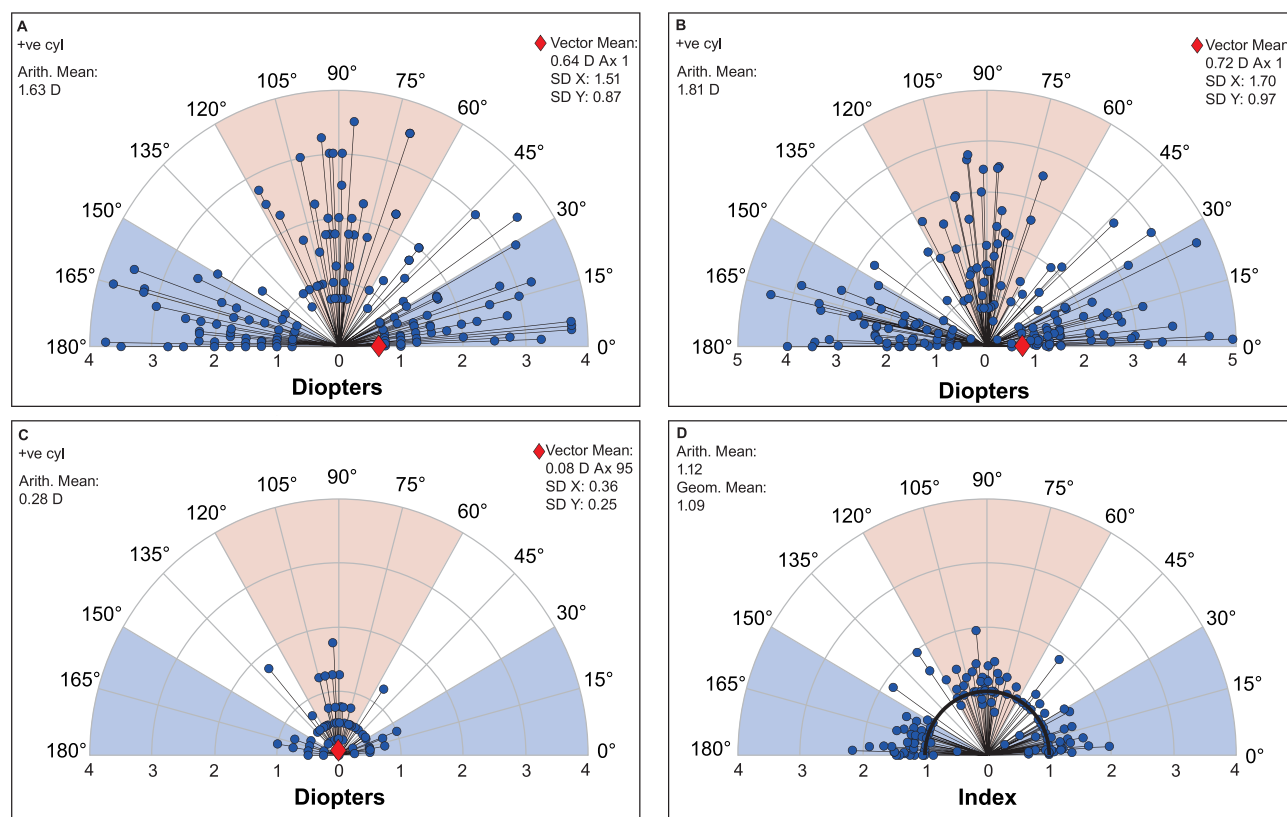 A
+ve cyl
Arith. Mean:
1.63 D
Vector Mean:
0.64 D Ax 1
SD X: 1.51
SD Y: 0.87
90°
105°
75°
120°
60°
135°
45°
150°
30°
165°
15°
180°
0°
4 3 2 1 0 1 2 3 4
Diopters
B
+ve cyl
Arith. Mean:
1.81 D
Vector Mean:
0.72 D Ax 1
SD X: 1.70
SD Y: 0.97
90°
105°
75°
120°
60°
135°
45°
150°
30°
165°
15°
180°
0°
5 4 3 2 1 0 1 2 3 4 5
Diopters
C
+ve cyl
Arith. Mean:
0.28 D
Vector Mean:
0.08 D Ax 95
SD X: 0.36
SD Y: 0.25
90°
105°
75°
120°
60°
135°
45°
150°
30°
165°
15°
180°
0°
4 3 2 1 0 1 2 3 4
Diopters
D
Arith. Mean:
1.12
Geom. Mean:
1.09
90°
105°
75°
120°
60°
135°
45°
150°
30°
165°
15°
180°
0°
4 3 2 1 0 1 2 3 4
Index